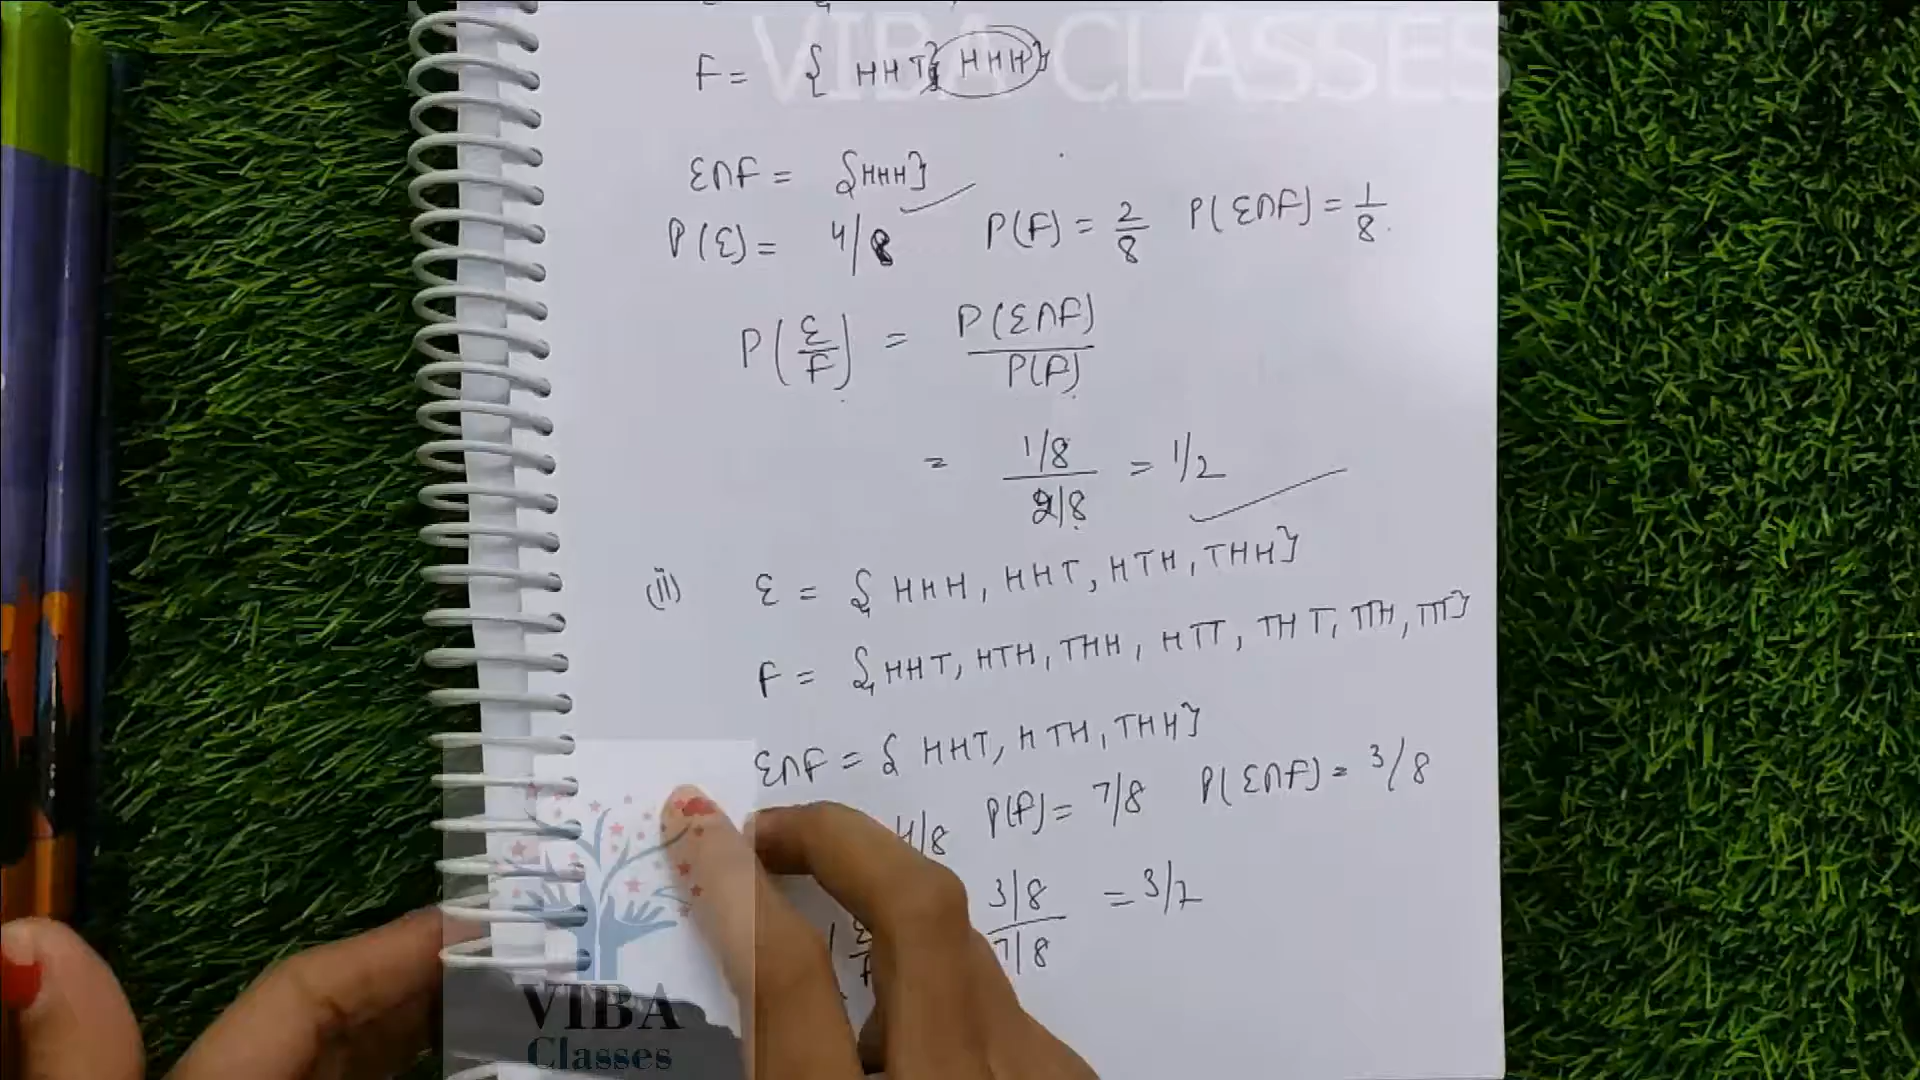 VIBA CLASSES
F = { HHT} HHH}
E∩F = {HHH}
P(E) = 4/8 P(F) = 2/8 P(E∩F) = 1/8.
P(E/F) = P(E∩F)/P(F)
= 1/8 / 2/8 = 1/2
(ii) E = { HHH, HHT, HTH, THH}
F = { HHT, HTH, THH, HTT, THT, TTH, TTT}
E∩F = { HHT, HTH, THH}
4/8 P(F) = 7/8 P(E∩F) = 3/8
3/8 / 7/8 = 3/7
VIBA
Classes